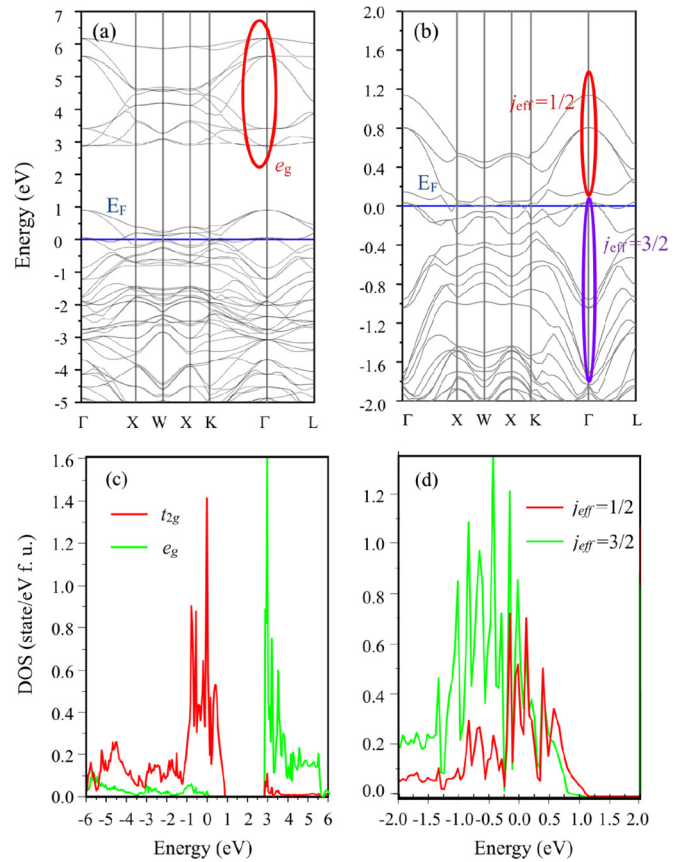 (a)
7
6
5
4
3
2
1
0
-1
-2
-3
-4
-5
Energy (eV)
E_F
e_g
Γ X W X K Γ L
(b)
2.0
1.6
1.2
0.8
0.4
0.0
-0.4
-0.8
-1.2
-1.6
-2.0
Energy (eV)
j_eff=1/2
E_F
j_eff=3/2
Γ X W X K Γ L
(c)
1.6
1.4
1.2
1.0
0.8
0.6
0.4
0.2
0.0
DOS (state/eV f. u.)
t_2g
e_g
-6 -5 -4 -3 -2 -1 0 1 2 3 4 5 6
Energy (eV)
(d)
1.2
1.0
0.8
0.6
0.4
0.2
0.0
j_eff=1/2
j_eff=3/2
-2.0 -1.5 -1.0 -0.5 0.0 0.5 1.0 1.5 2.0
Energy (eV)